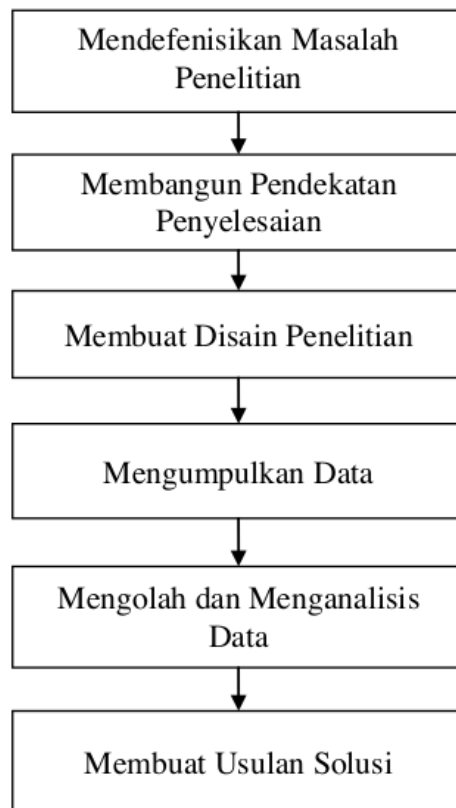 Mendefenisikan Masalah
Penelitian
Membangun Pendekatan
Penyelesaian
Membuat Disain Penelitian
Mengumpulkan Data
Mengolah dan Menganalisis
Data
Membuat Usulan Solusi